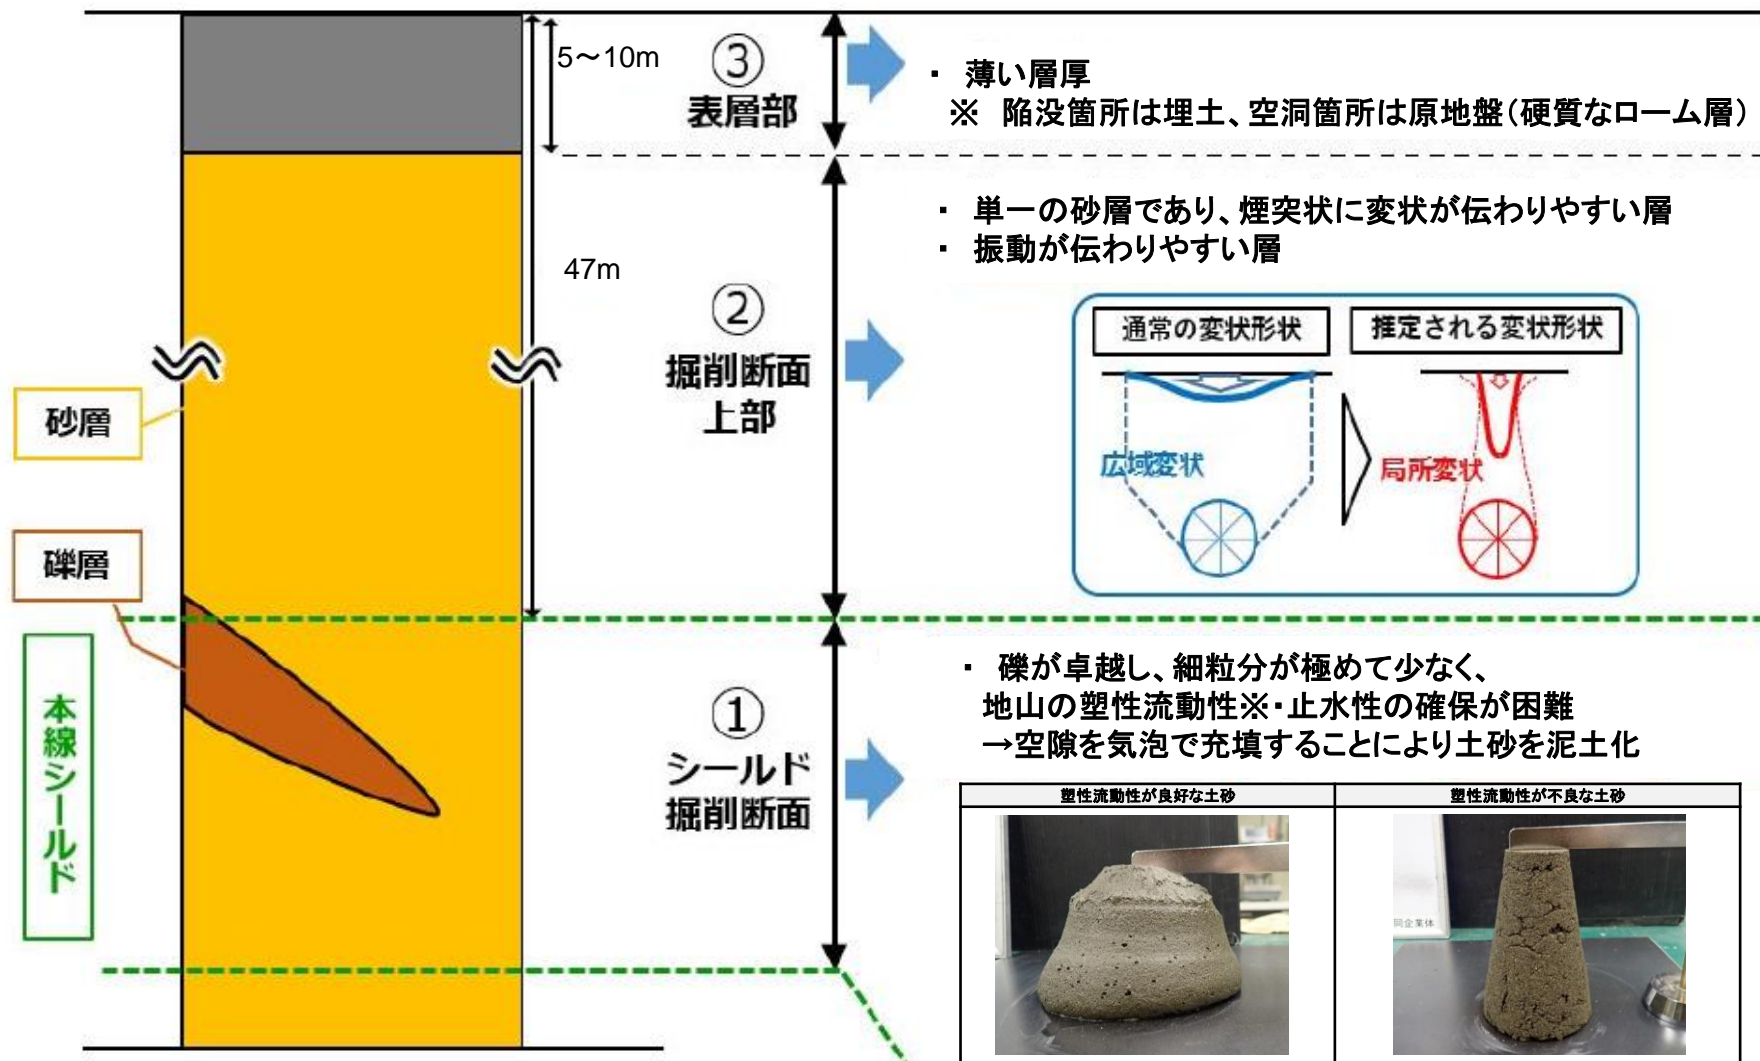 5～10m
③
表層部
・ 薄い層厚
※ 陥没箇所は埋土、空洞箇所は原地盤（硬質なローム層）
・ 単一の砂層であり、煙突状に変状が伝わりやすい層
・ 振動が伝わりやすい層
47m
②
掘削断面
上部
通常の変状形状
推定される変状形状
広域変状
局所変状
砂層
礫層
本線シールド
①
シールド
掘削断面
・ 礫が卓越し、細粒分が極めて少なく、
地山の塑性流動性※・止水性の確保が困難
→空隙を気泡で充填することにより土砂を泥土化
塑性流動性が良好な土砂
塑性流動性が不良な土砂
同企業体